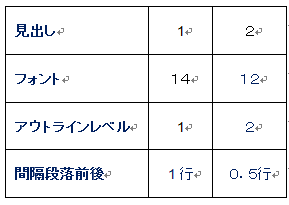 見出し 1 2
フォント 14 12
アウトラインレベル 1 2
間隔段落前後 1行 0.5行